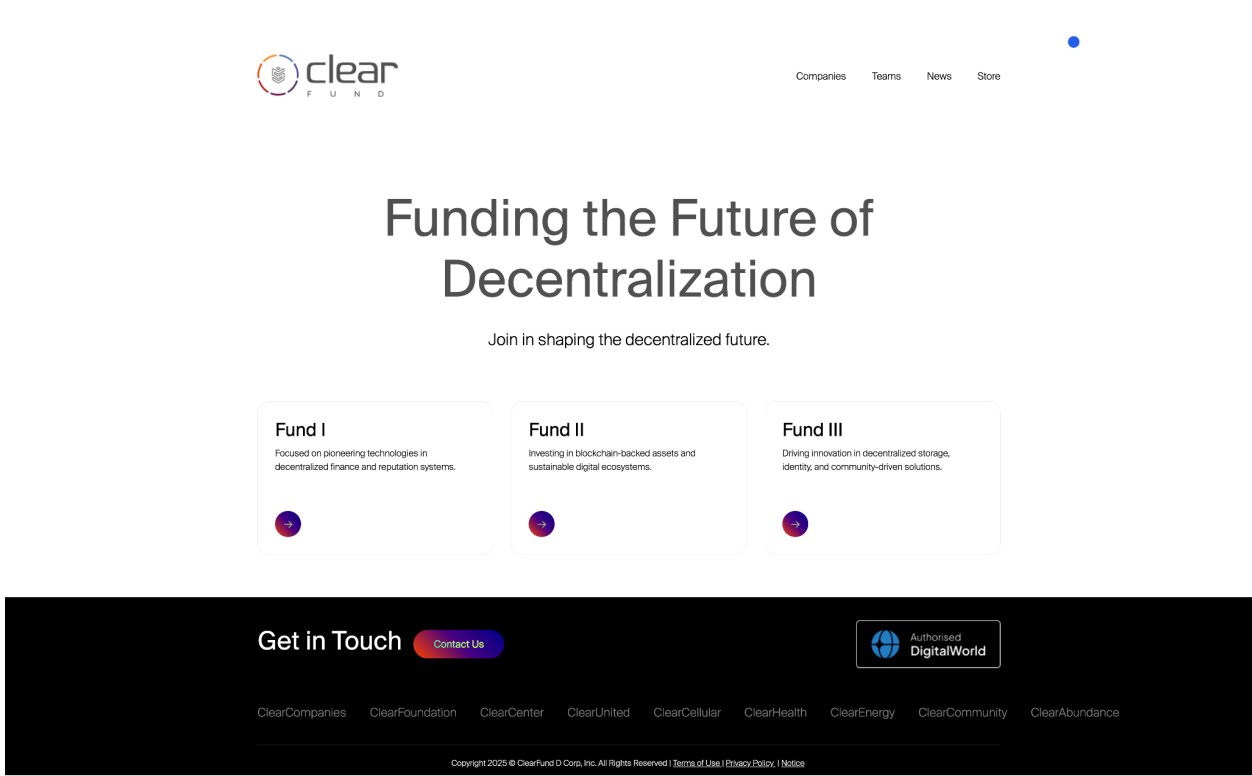 clear
FUND
Companies Teams News Store
Funding the Future of
Decentralization
Join in shaping the decentralized future.
Fund I
Focused on pioneering technologies in
decentralized finance and reputation systems.
Fund II
Investing in blockchain-backed assets and
sustainable digital ecosystems.
Fund III
Driving innovation in decentralized storage,
identity, and community-driven solutions.
Get in Touch
Contact Us
Authorised
DigitalWorld
ClearCompanies ClearFoundation ClearCenter ClearUnited ClearCellular ClearHealth ClearEnergy ClearCommunity ClearAbundance
Copyright 2025 © ClearFund D Corp, Inc. All Rights Reserved | Terms of Use | Privacy Policy | Notice